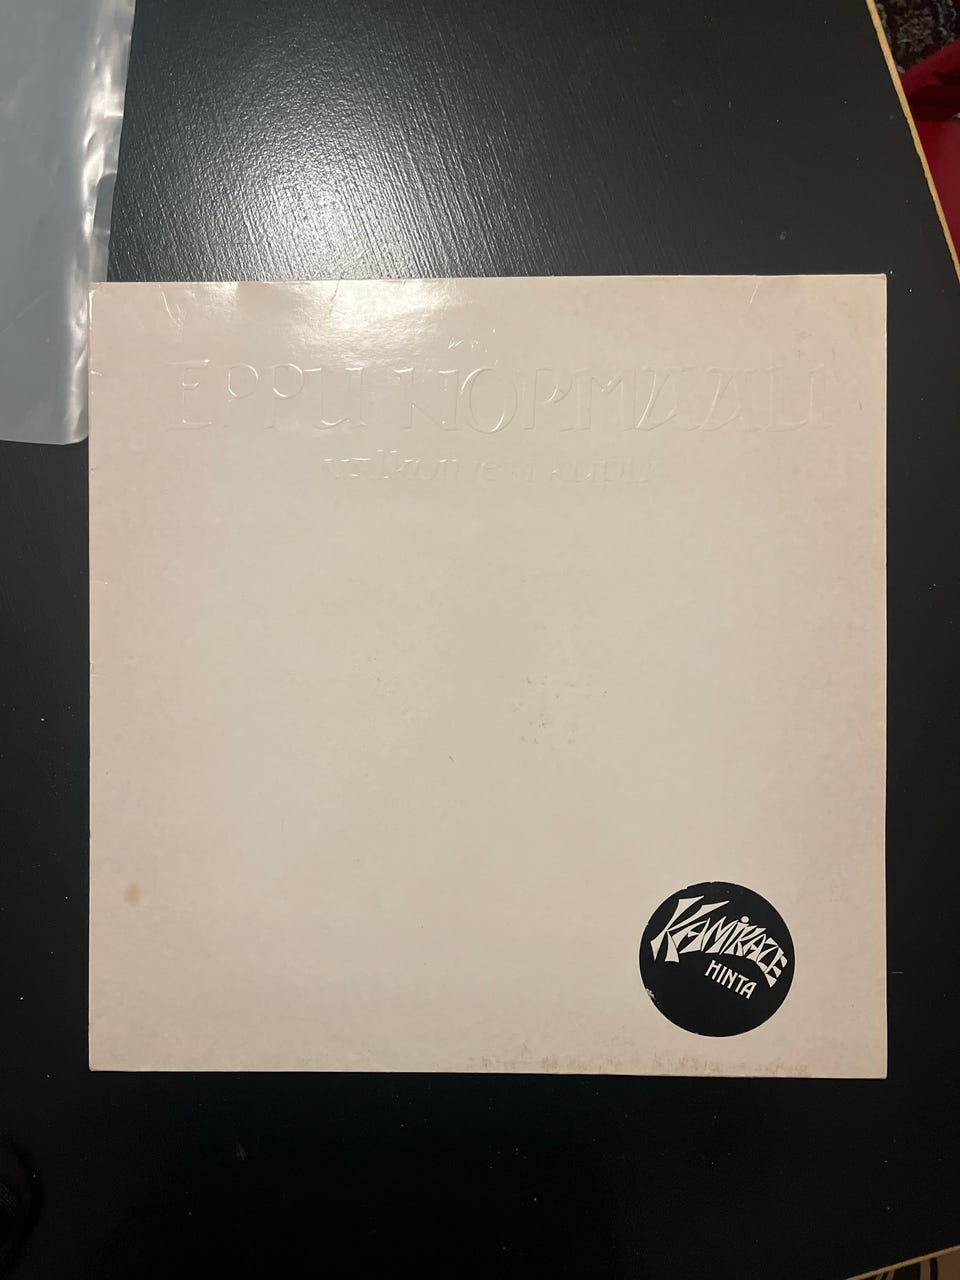 EPPU NORMAALI
valkoinen kupla
KAMIKAZE
HINTA